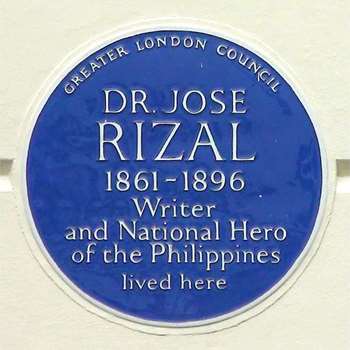 GREATER LONDON COUNCIL
DR. JOSE
RIZAL
1861-1896
Writer
and National Hero
of the Philippines
lived here